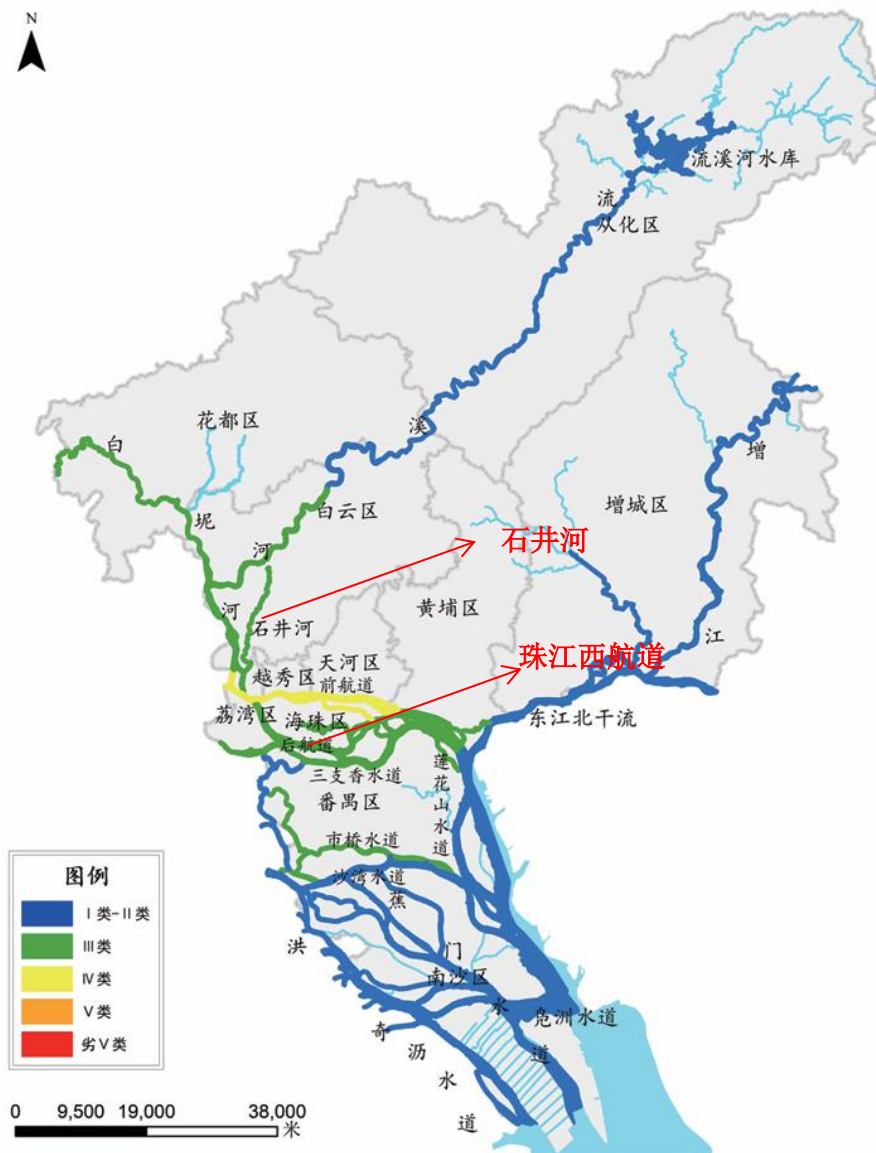 N
流溪河水库
流
从化区
溪
花都区
白
增
坭
白云区
增城区
河
石井河
河
黄埔区
石井河
江
天河区
越秀区
前航道
珠江西航道
荔湾区
海珠区
东江北干流
后航道
莲花山水道
三支香水道
番禺区
市桥水道
沙湾水道
蕉
洪
门
南沙区
水
凫洲水道
奇
道
沥
水
道
图例
Ⅰ类-Ⅱ类
Ⅲ类
Ⅳ类
Ⅴ类
劣Ⅴ类
0 9,500 19,000 38,000
米